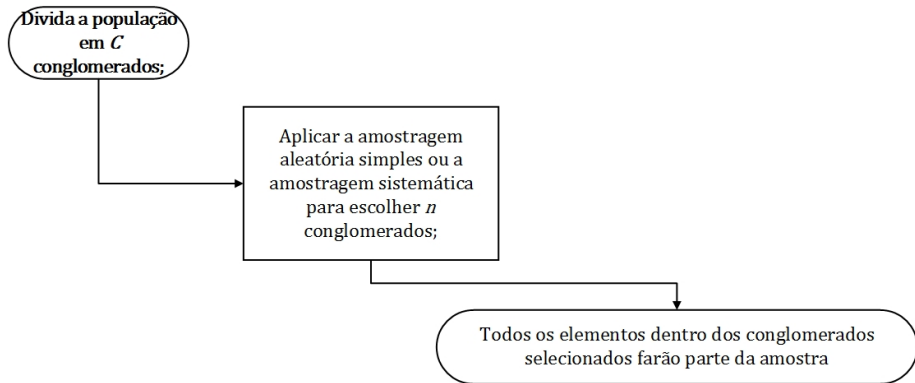 Divida a população
em C
conglomerados;
Aplicar a amostragem
aleatória simples ou a
amostragem sistemática
para escolher n
conglomerados;
Todos os elementos dentro dos conglomerados
selecionados farão parte da amostra